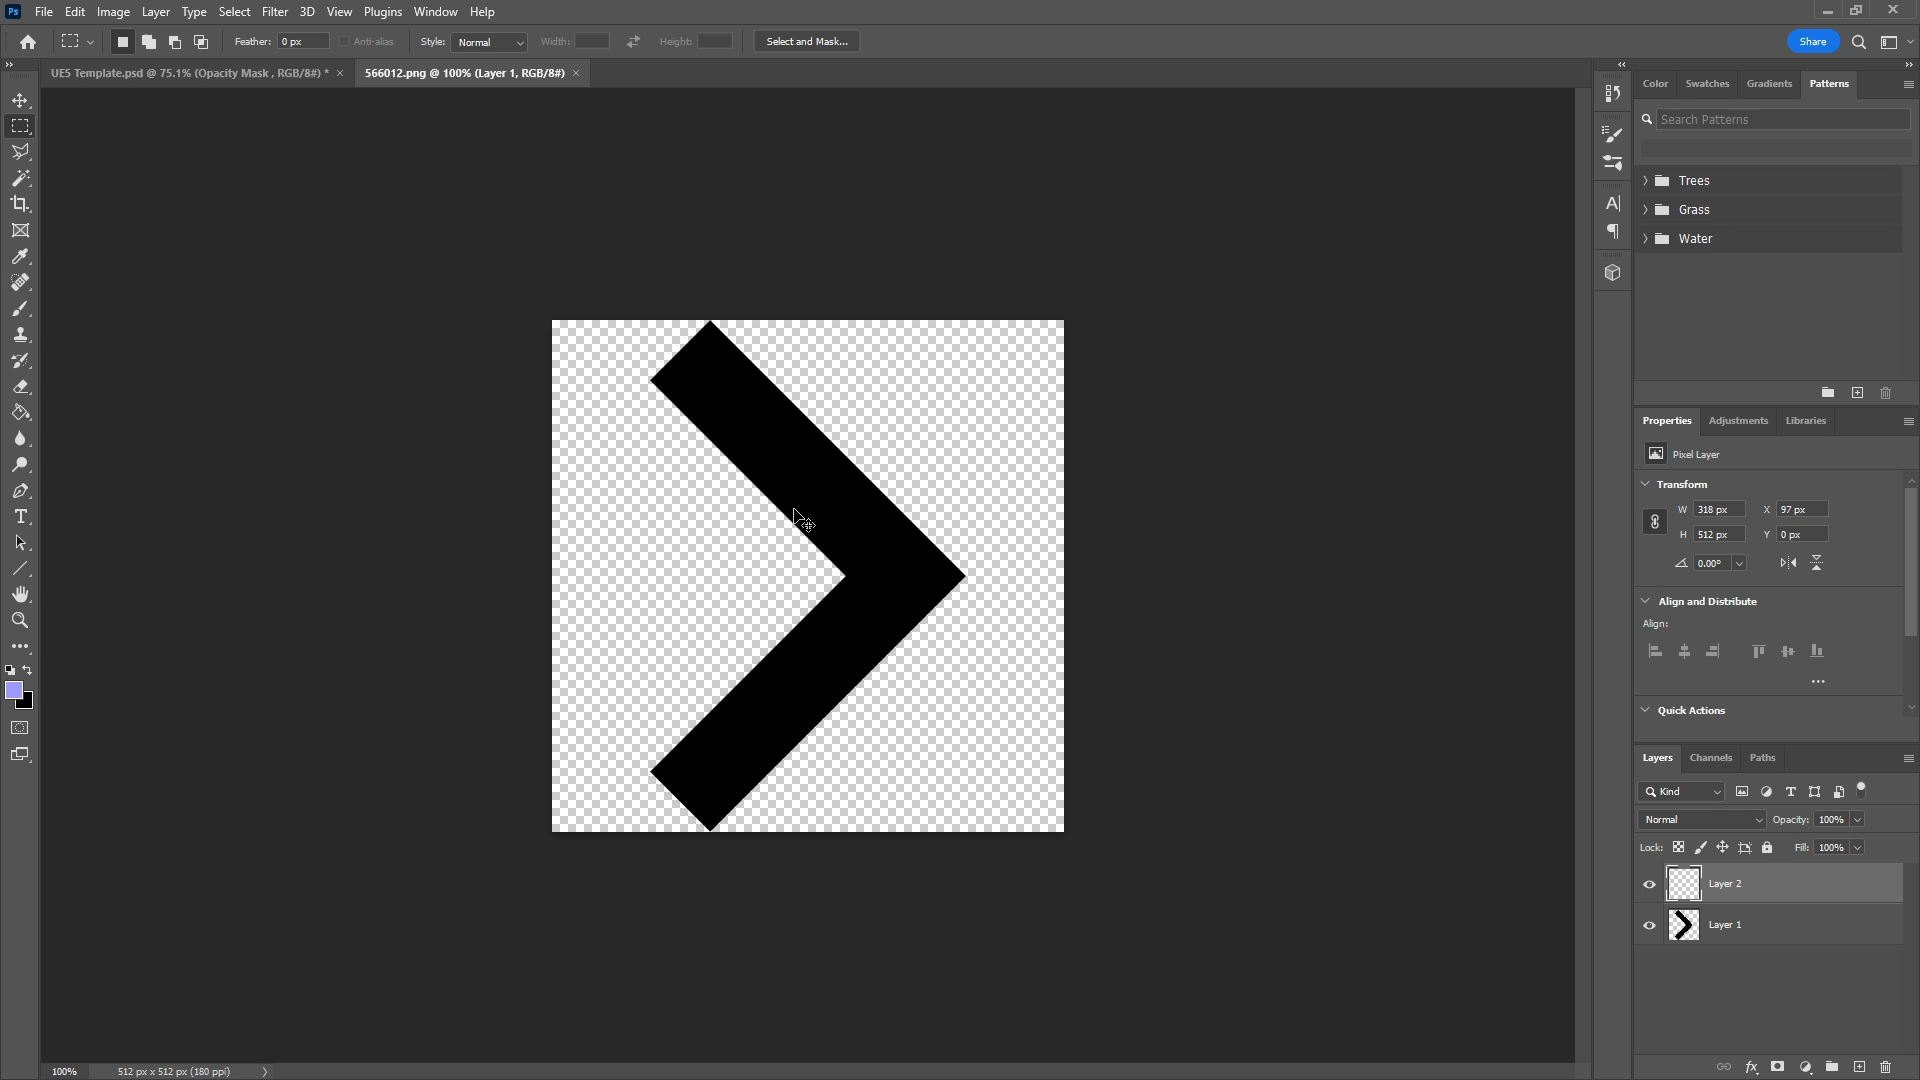 Ps File Edit Image Layer Type Select Filter 3D View Plugins Window Help
Feather: 0 px Anti-alias Style: Normal Width: Height: Select and Mask... Share
UE5 Template.psd @ 75.1% (Opacity Mask , RGB/8#) * × 566012.png @ 100% (Layer 1, RGB/8#) ×
Color Swatches Gradients Patterns
Search Patterns
Trees
Grass
Water
Properties Adjustments Libraries
Pixel Layer
Transform
W 318 px X 97 px
H 512 px Y 0 px
0.00°
Align and Distribute
Align:
Quick Actions
Layers Channels Paths
Kind
Normal Opacity: 100%
Lock: Fill: 100%
Layer 2
Layer 1
100% 512 px x 512 px (180 ppi)